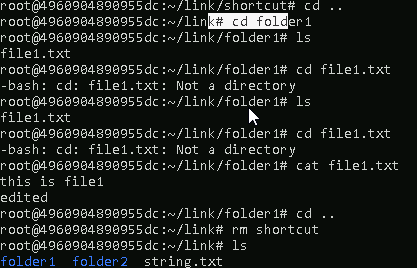 root@4960904890955dc:~/link/shortcut# cd ..
root@4960904890955dc:~/link# cd folder1
root@4960904890955dc:~/link/folder1# ls
file1.txt
root@4960904890955dc:~/link/folder1# cd file1.txt
-bash: cd: file1.txt: Not a directory
root@4960904890955dc:~/link/folder1# ls
file1.txt
root@4960904890955dc:~/link/folder1# cd file1.txt
-bash: cd: file1.txt: Not a directory
root@4960904890955dc:~/link/folder1# cat file1.txt
this is file1
edited
root@4960904890955dc:~/link/folder1# cd ..
root@4960904890955dc:~/link# rm shortcut
root@4960904890955dc:~/link# ls
folder1  folder2  string.txt